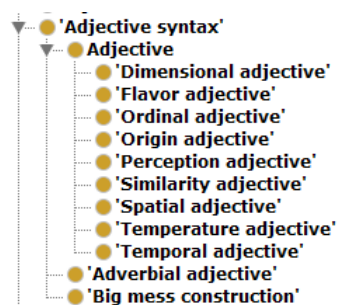 'Adjective syntax'
Adjective
'Dimensional adjective'
'Flavor adjective'
'Ordinal adjective'
'Origin adjective'
'Perception adjective'
'Similarity adjective'
'Spatial adjective'
'Temperature adjective'
'Temporal adjective'
'Adverbial adjective'
'Big mess construction'